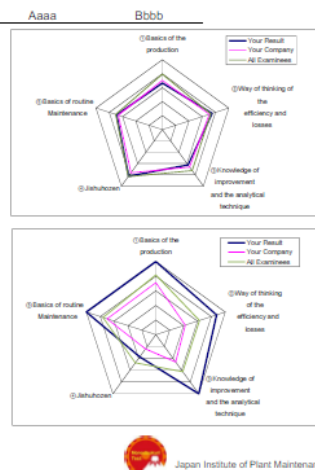 Aaaa Bbbb
①Basics of the
production
Your Result
Your Company
All Examinees
②Way of thinking of
the
efficiency and
losses
⑤Basics of routine
Maintenance
③Knowledge of
improvement
and the analytical
technique
④Jishuhozen
①Basics of the
production
Your Result
Your Company
All Examinees
②Way of thinking
of the
efficiency and
losses
⑤Basics of routine
Maintenance
③Knowledge of
improvement
and the analytical
technique
④Jishuhozen
Japan Institute of Plant Maintena